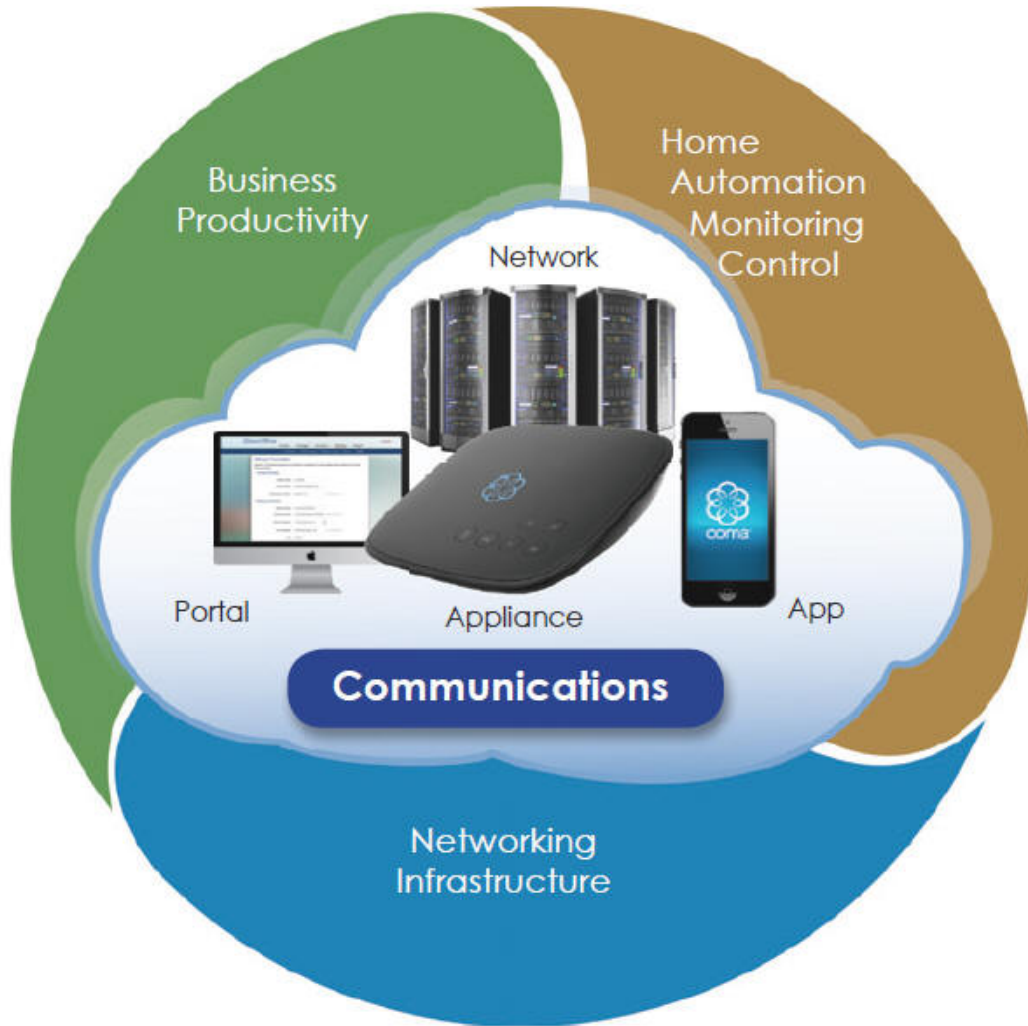 Business
Productivity
Home
Automation
Monitoring
Control
Network
Portal
Appliance
ooma
App
Communications
Networking
Infrastructure